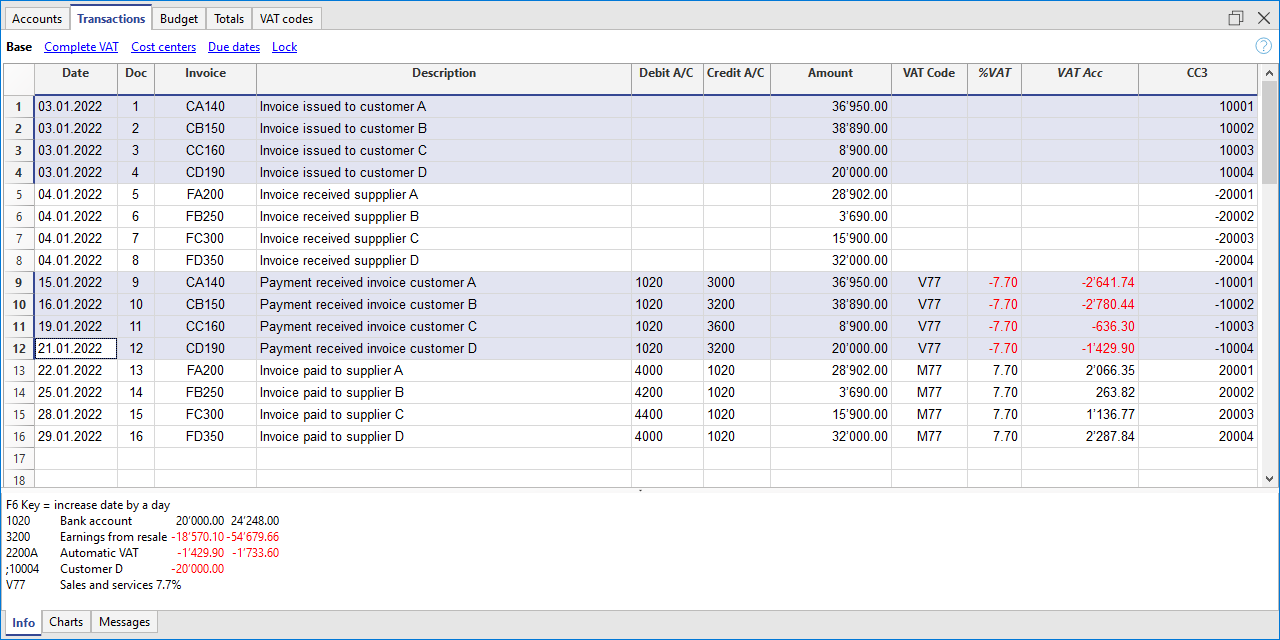 Accounts Transactions Budget Totals VAT codes
Base Complete VAT Cost centers Due dates Lock ?
Date Doc Invoice Description Debit A/C Credit A/C Amount VAT Code %VAT VAT Acc CC3
1 03.01.2022 1 CA140 Invoice issued to customer A 36'950.00 10001
2 03.01.2022 2 CB150 Invoice issued to customer B 38'890.00 10002
3 03.01.2022 3 CC160 Invoice issued to customer C 8'900.00 10003
4 03.01.2022 4 CD190 Invoice issued to customer D 20'000.00 10004
5 04.01.2022 5 FA200 Invoice received suppplier A 28'902.00 -20001
6 04.01.2022 6 FB250 Invoice received suppplier B 3'690.00 -20002
7 04.01.2022 7 FC300 Invoice received suppplier C 15'900.00 -20003
8 04.01.2022 8 FD350 Invoice received suppplier D 32'000.00 -20004
9 15.01.2022 9 CA140 Payment received invoice customer A 1020 3000 36'950.00 V77 -7.70 -2'641.74 -10001
10 16.01.2022 10 CB150 Payment received invoice customer B 1020 3200 38'890.00 V77 -7.70 -2'780.44 -10002
11 19.01.2022 11 CC160 Payment received invoice customer C 1020 3600 8'900.00 V77 -7.70 -636.30 -10003
12 21.01.2022 12 CD190 Payment received invoice customer D 1020 3200 20'000.00 V77 -7.70 -1'429.90 -10004
13 22.01.2022 13 FA200 Invoice paid to supplier A 4000 1020 28'902.00 M77 7.70 2'066.35 20001
14 25.01.2022 14 FB250 Invoice paid to supplier B 4200 1020 3'690.00 M77 7.70 263.82 20002
15 28.01.2022 15 FC300 Invoice paid to supplier C 4400 1020 15'900.00 M77 7.70 1'136.77 20003
16 29.01.2022 16 FD350 Invoice paid to supplier D 4000 1020 32'000.00 M77 7.70 2'287.84 20004
17
18
F6 Key = increase date by a day
1020 Bank account 20'000.00 24'248.00
3200 Earnings from resale -18'570.10 -54'679.66
2200A Automatic VAT -1'429.90 -1'733.60
;10004 Customer D -20'000.00
V77 Sales and services 7.7%
Info Charts Messages